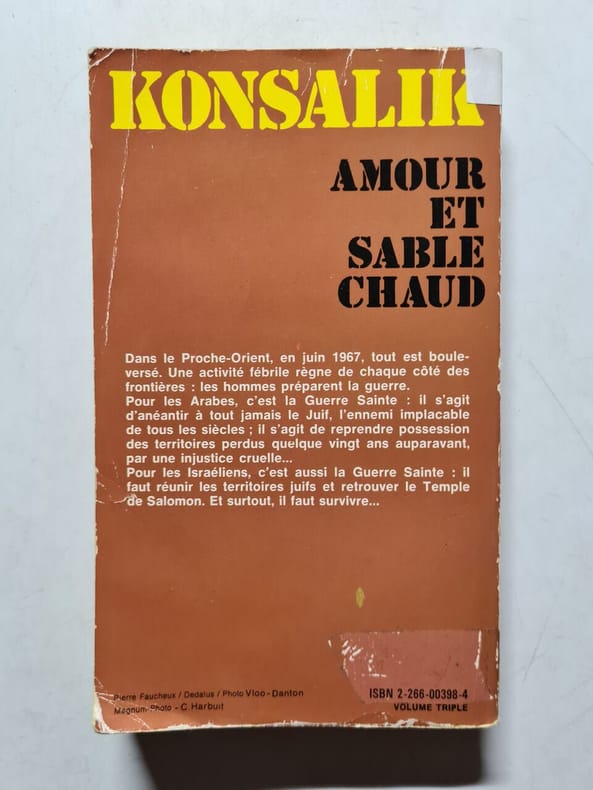 KONSALIK
AMOUR
ET
SABLE
CHAUD
Dans le Proche-Orient, en juin 1967, tout est boule-
versé. Une activité fébrile règne de chaque côté des
frontières : les hommes préparent la guerre.
Pour les Arabes, c'est la Guerre Sainte : il s'agit
d'anéantir à tout jamais le Juif, l'ennemi implacable
de tous les siècles ; il s'agit de reprendre possession
des territoires perdus quelque vingt ans auparavant,
par une injustice cruelle...
Pour les Israéliens, c'est aussi la Guerre Sainte : il
faut réunir les territoires juifs et retrouver le Temple
de Salomon. Et surtout, il faut survivre...
Pierre Faucheux / Dedalus / Photo Vloo-Danton
Magnum-Photo - C. Harbuit
ISBN 2-266-00398-4
VOLUME TRIPLE